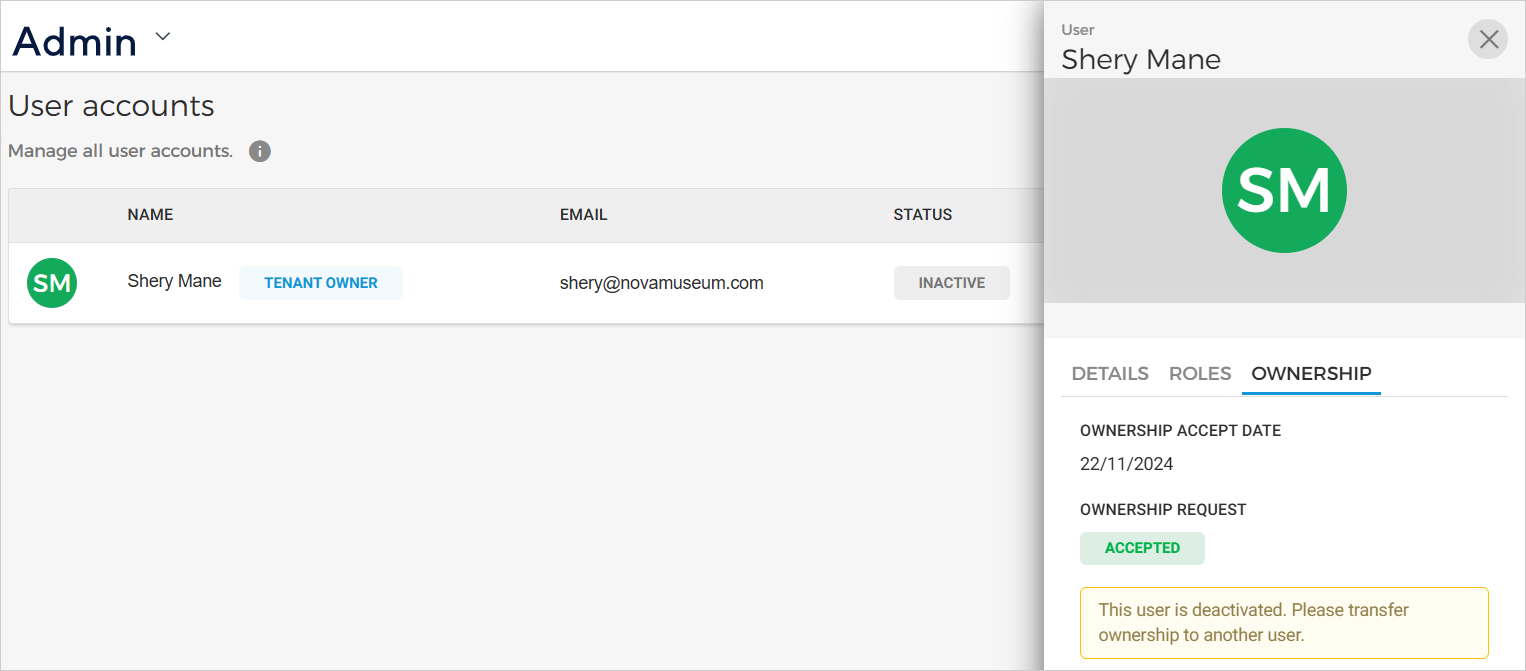 Admin
User accounts
Manage all user accounts.
NAME EMAIL STATUS
SM Shery Mane TENANT OWNER shery@novamuseum.com INACTIVE
User
Shery Mane
SM
DETAILS ROLES OWNERSHIP
OWNERSHIP ACCEPT DATE
22/11/2024
OWNERSHIP REQUEST
ACCEPTED
This user is deactivated. Please transfer
ownership to another user.